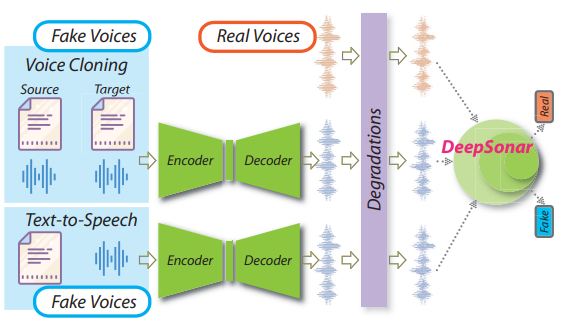 Fake Voices
Real Voices
Voice Cloning
Source
Target
Encoder
Decoder
Degradations
DeepSonar
Real
Fake
Text-to-Speech
Encoder
Decoder
Fake Voices